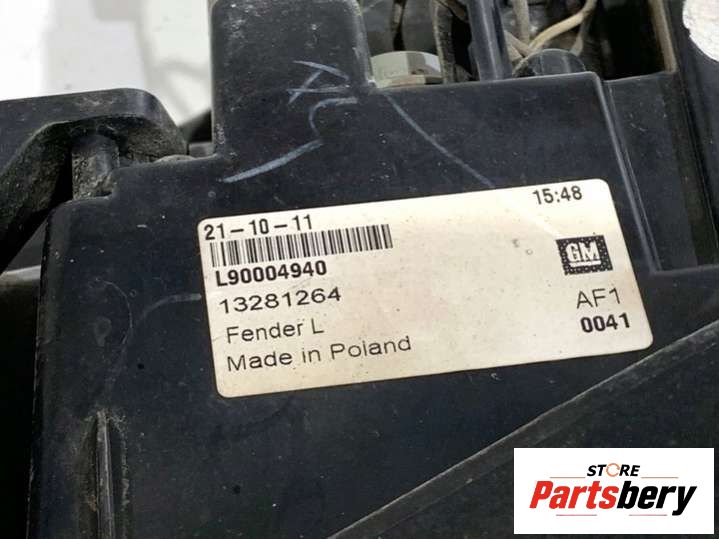 21-10-11
15:48
L90004940
GM
13281264
AF1
Fender L
0041
Made in Poland
STORE
Partsbery